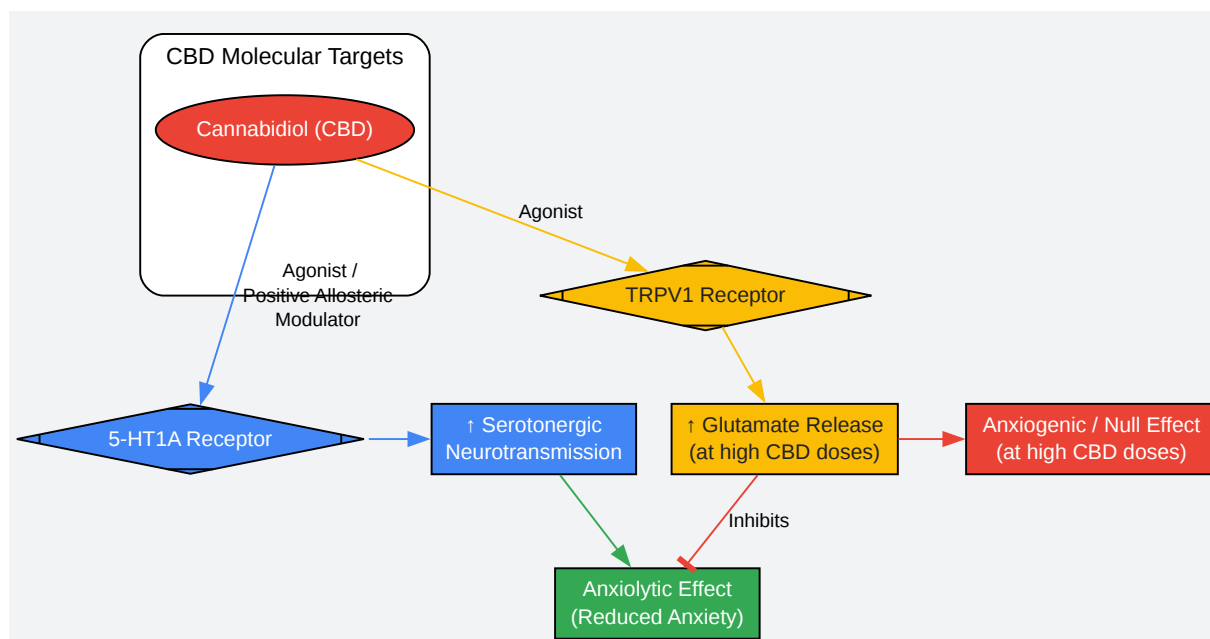 CBD Molecular Targets
Cannabidiol (CBD)
Agonist
Agonist /
Positive Allosteric
Modulator
TRPV1 Receptor
5-HT1A Receptor
↑ Serotonergic
Neurotransmission
↑ Glutamate Release
(at high CBD doses)
Anxiogenic / Null Effect
(at high CBD doses)
Inhibits
Anxiolytic Effect
(Reduced Anxiety)